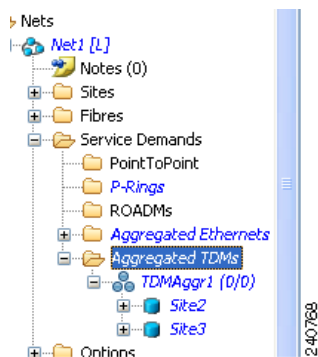 Nets
Net1 [L]
Notes (0)
Sites
Fibres
Service Demands
PointToPoint
P-Rings
ROADMs
Aggregated Ethernets
Aggregated TDMs
TDMAggr1 (0/0)
Site2
Site3
Options
240768